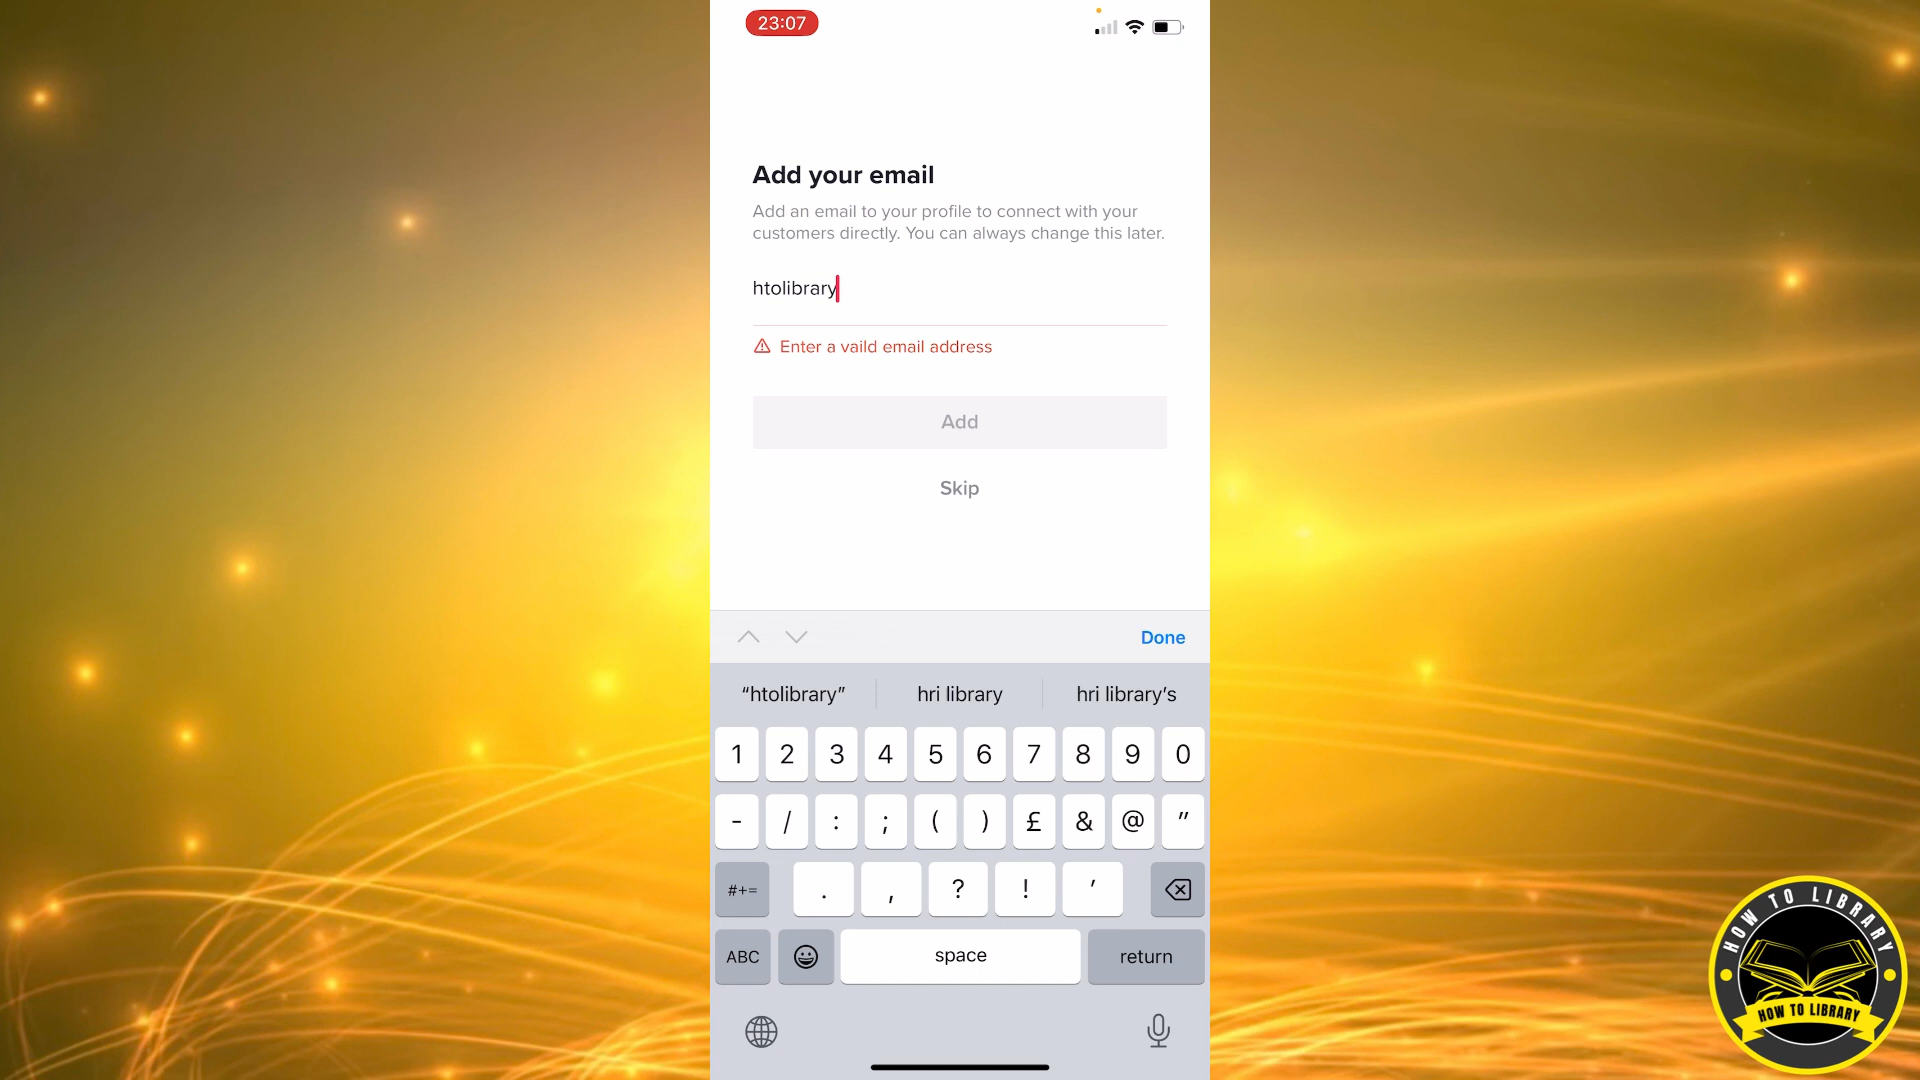 23:07
Add your email
Add an email to your profile to connect with your
customers directly. You can always change this later.
htolibrary
Enter a vaild email address
Add
Skip
Done
“htolibrary” hri library hri library’s
1 2 3 4 5 6 7 8 9 0
- / : ; ( ) £ & @ ”
#+= . , ? ! ’
ABC space return
HOW TO LIBRARY
HOW TO LIBRARY